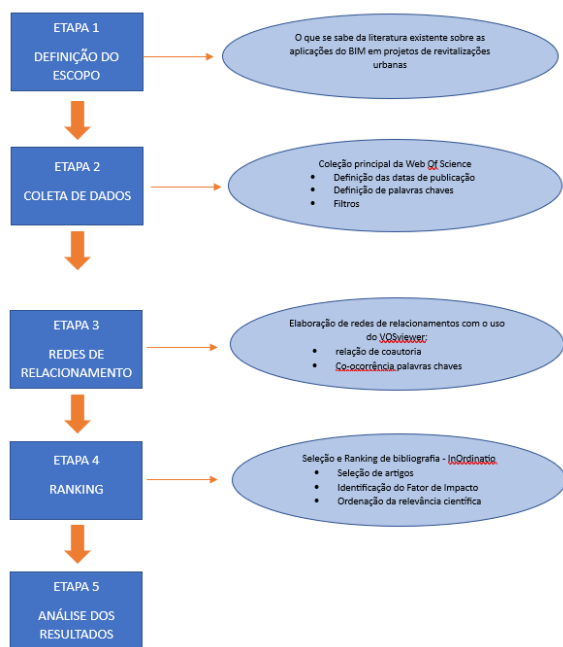 ETAPA 1
DEFINIÇÃO DO
ESCOPO
O que se sabe da literatura existente sobre as
aplicações do BIM em projetos de revitalizações
urbanas
ETAPA 2
COLETA DE DADOS
Coleção principal da Web Of Science
• Definição das datas de publicação
• Definição de palavras chaves
• Filtros
ETAPA 3
REDES DE
RELACIONAMENTO
Elaboração de redes de relacionamentos com o uso
do VOSviewer:
• relação de coautoria
• Co-ocorrência palavras chaves
ETAPA 4
RANKING
Seleção e Ranking de bibliografia - InOrdinatio
• Seleção de artigos
• Identificação do Fator de Impacto
• Ordenação da relevância científica
ETAPA 5
ANÁLISE DOS
RESULTADOS